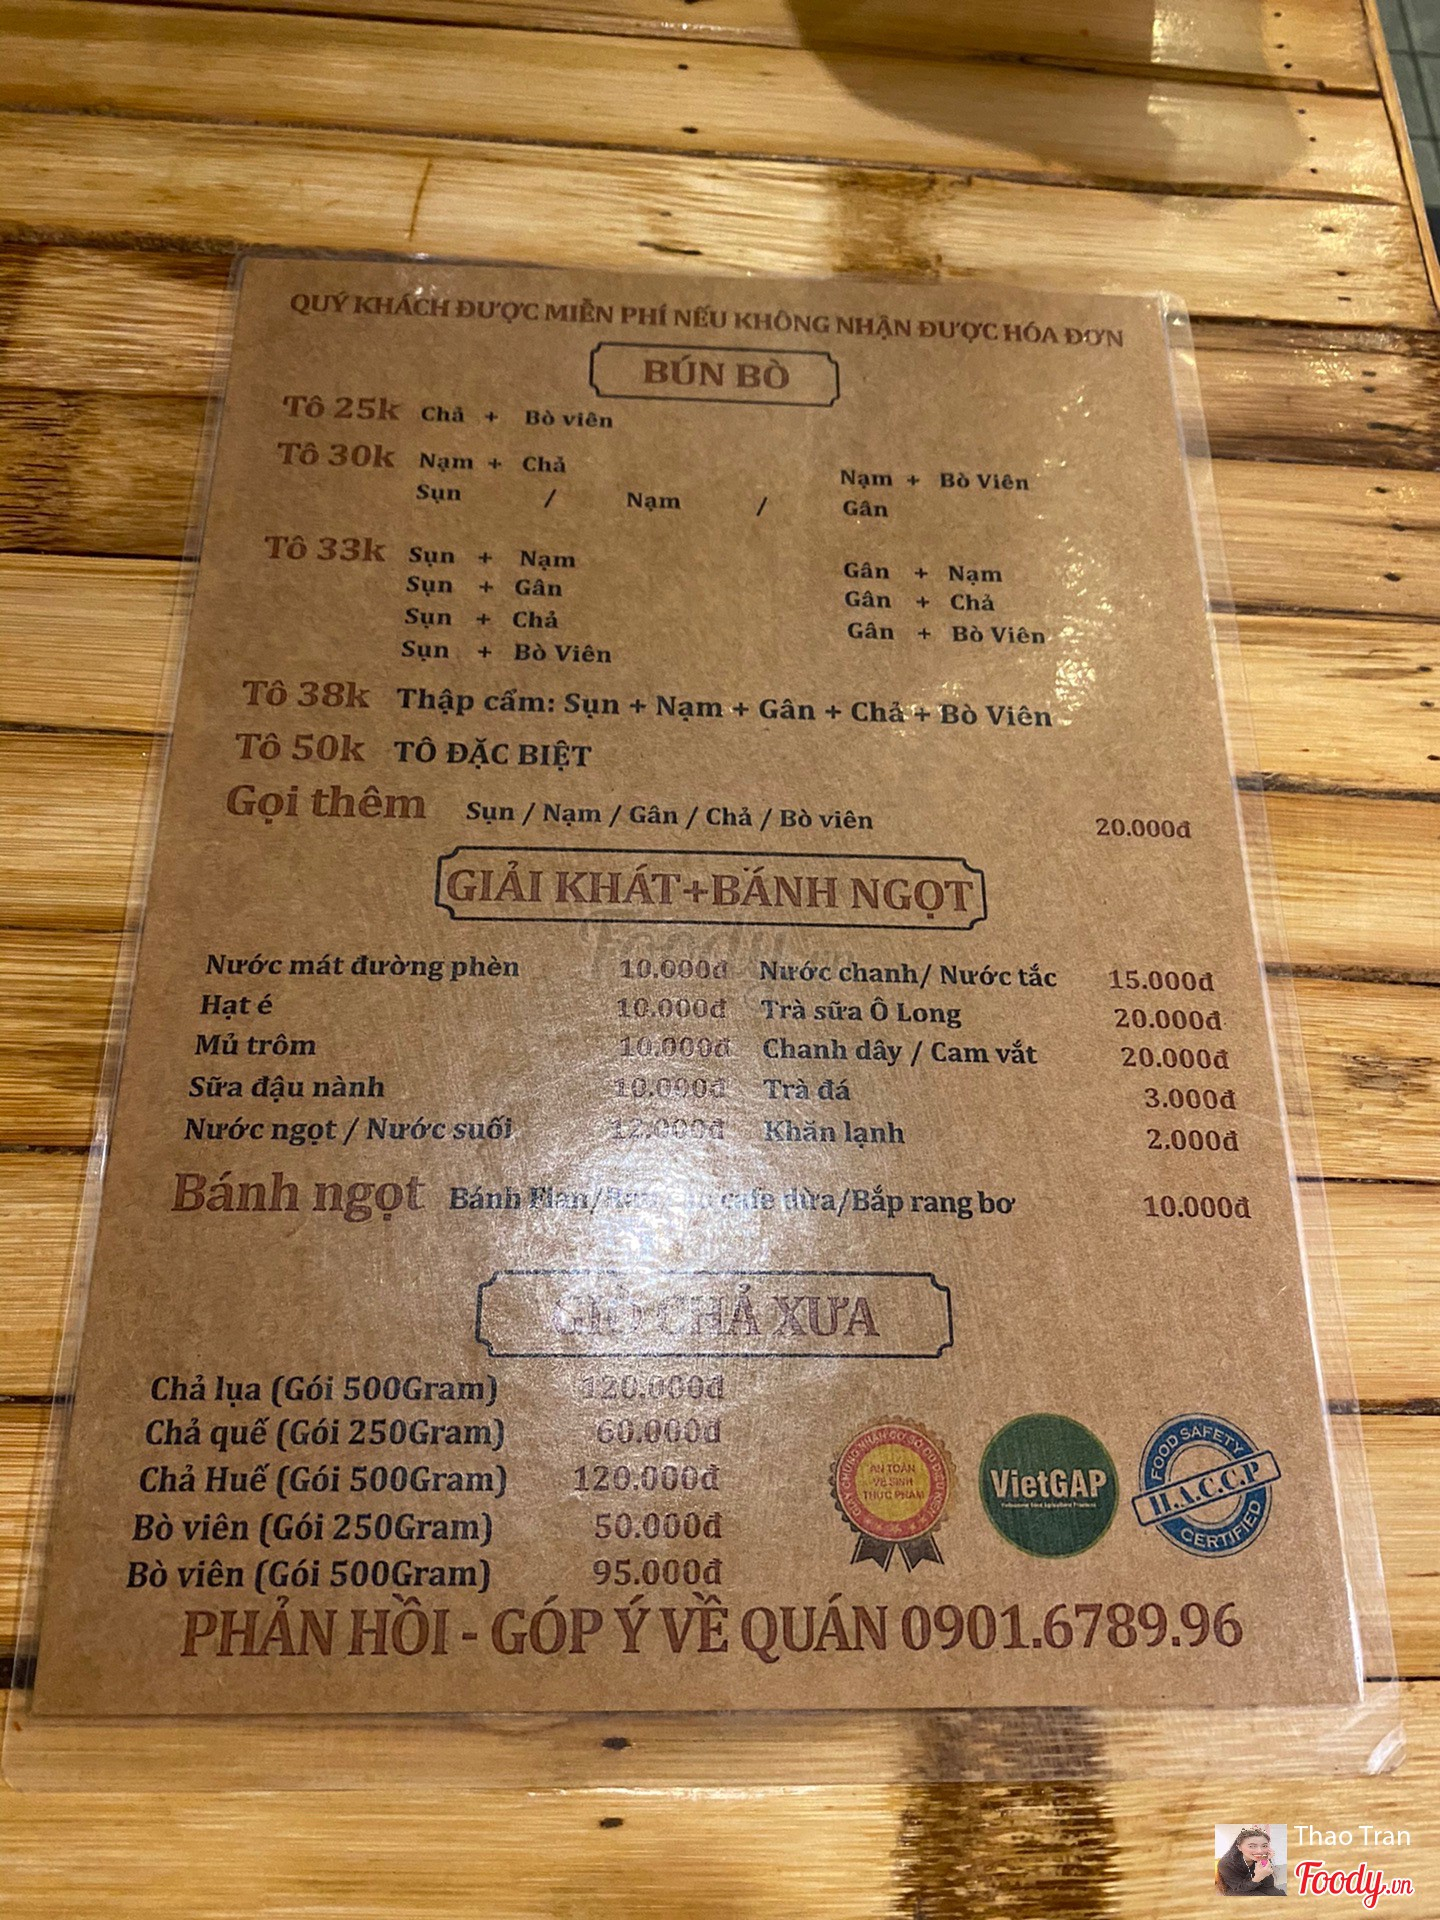 QUÝ KHÁCH ĐƯỢC MIỄN PHÍ NẾU KHÔNG NHẬN ĐƯỢC HÓA ĐƠN
BÚN BÒ
Tô 25k Chả + Bò viên
Tô 30k Nạm + Chả Nạm + Bò Viên
Sụn / Nạm / Gân
Tô 33k Sụn + Nạm Gân + Nạm
Sụn + Gân Gân + Chả
Sụn + Chả Gân + Bò Viên
Sụn + Bò Viên
Tô 38k Thập cẩm: Sụn + Nạm + Gân + Chả + Bò Viên
Tô 50k TÔ ĐẶC BIỆT
Gọi thêm Sụn / Nạm / Gân / Chả / Bò viên 20.000đ
GIẢI KHÁT+BÁNH NGỌT
Nước mát đường phèn 10.000đ Nước chanh/ Nước tắc 15.000đ
Hạt é 10.000đ Trà sữa Ô Long 20.000đ
Mủ trôm 10.000đ Chanh dây / Cam vắt 20.000đ
Sữa đậu nành 10.000đ Trà đá 3.000đ
Nước ngọt / Nước suối 12.000đ Khăn lạnh 2.000đ
Bánh ngọt Bánh Flan/ cafe dừa/Bắp rang bơ 10.000đ
GIÒ CHẢ XƯA
Chả lụa (Gói 500Gram) 120.000đ
Chả quế (Gói 250Gram) 60.000đ
Chả Huế (Gói 500Gram) 120.000đ
Bò viên (Gói 250Gram) 50.000đ
Bò viên (Gói 500Gram) 95.000đ
AN TOÀN
VỆ SINH
THỰC PHẨM
VietGAP
FOOD SAFETY
H.A.C.C.P
CERTIFIED
PHẢN HỒI - GÓP Ý VỀ QUÁN 0901.6789.96
Thao Tran
Foody.vn